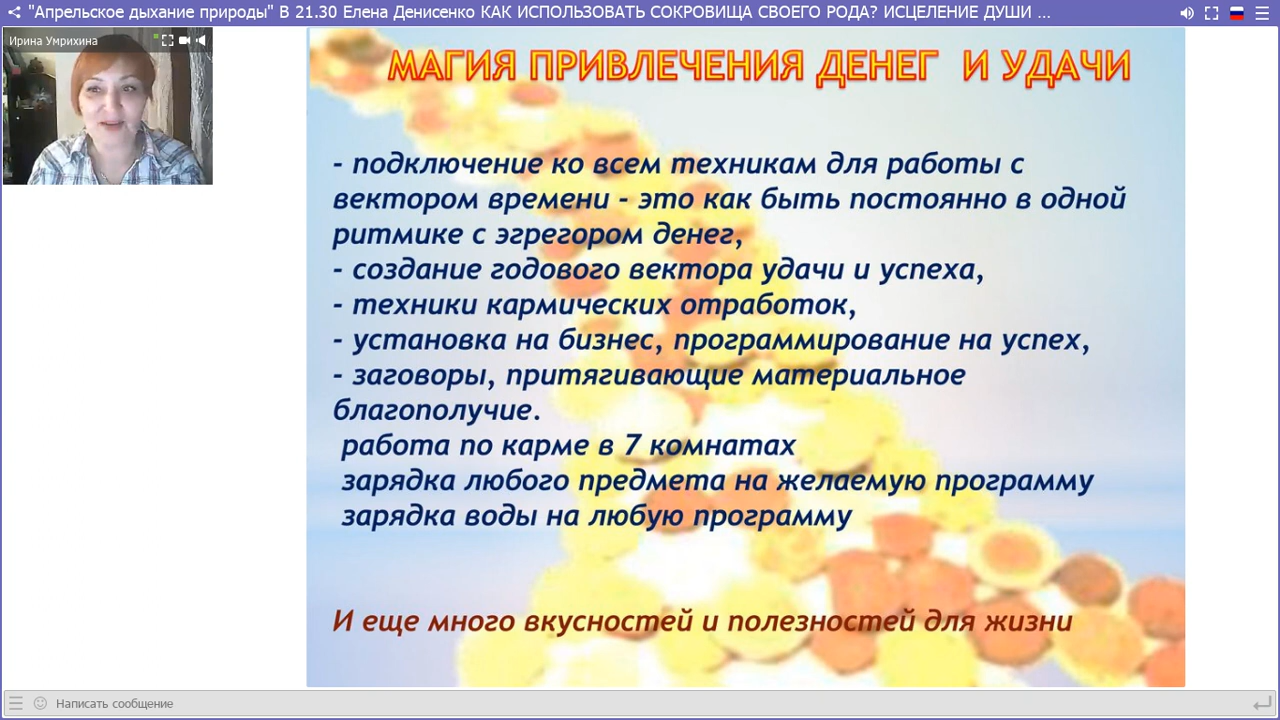 "Апрельское дыхание природы" В 21.30 Елена Денисенко КАК ИСПОЛЬЗОВАТЬ СОКРОВИЩА СВОЕГО РОДА? ИСЦЕЛЕНИЕ ДУШИ ...
Ирина Умрихина
МАГИЯ ПРИВЛЕЧЕНИЯ ДЕНЕГ И УДАЧИ
- подключение ко всем техникам для работы с
вектором времени - это как быть постоянно в одной
ритмике с эгрегором денег,
- создание годового вектора удачи и успеха,
- техники кармических отработок,
- установка на бизнес, программирование на успех,
- заговоры, притягивающие материальное
благополучие.
работа по карме в 7 комнатах
зарядка любого предмета на желаемую программу
зарядка воды на любую программу
И еще много вкусностей и полезностей для жизни
Написать сообщение